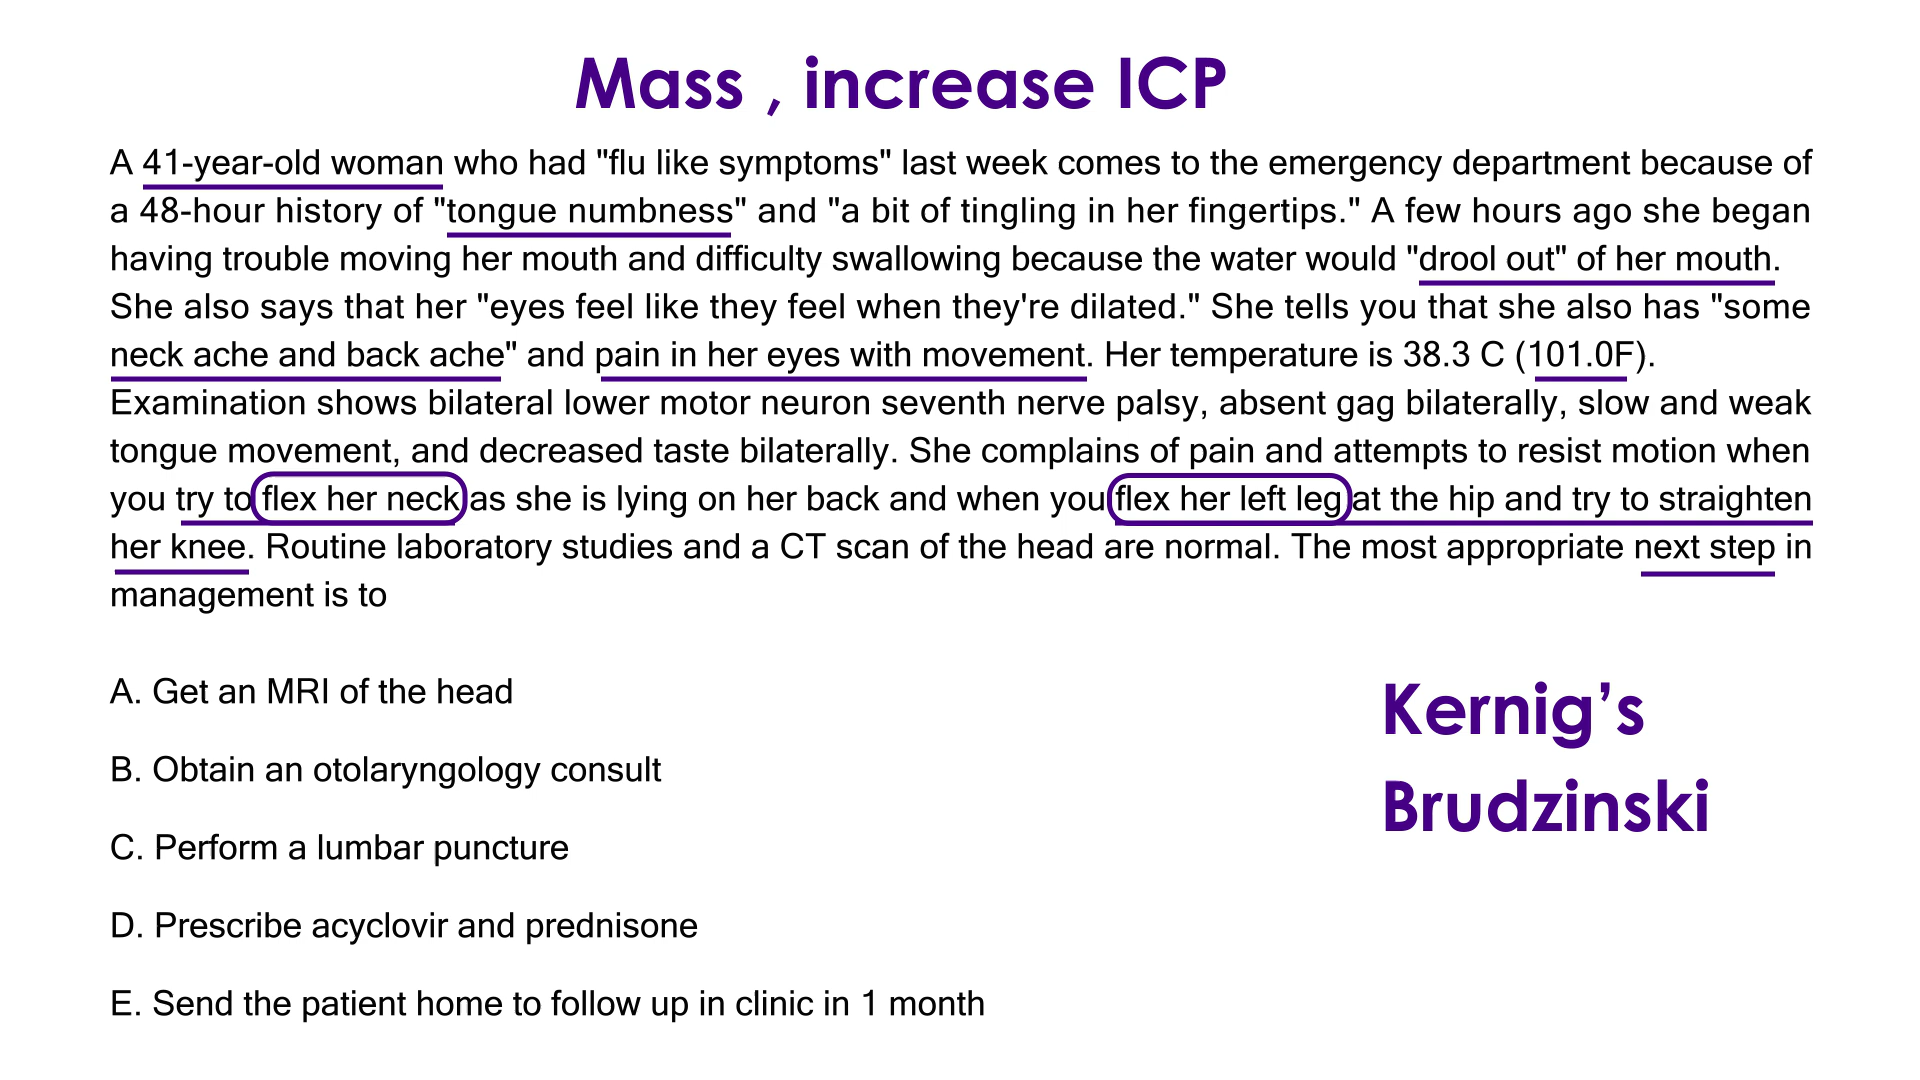 Mass , increase ICP
A 41-year-old woman who had "flu like symptoms" last week comes to the emergency department because of
a 48-hour history of "tongue numbness" and "a bit of tingling in her fingertips." A few hours ago she began
having trouble moving her mouth and difficulty swallowing because the water would "drool out" of her mouth.
She also says that her "eyes feel like they feel when they're dilated." She tells you that she also has "some
neck ache and back ache" and pain in her eyes with movement. Her temperature is 38.3 C (101.0F).
Examination shows bilateral lower motor neuron seventh nerve palsy, absent gag bilaterally, slow and weak
tongue movement, and decreased taste bilaterally. She complains of pain and attempts to resist motion when
you try to flex her neck as she is lying on her back and when you flex her left leg at the hip and try to straighten
her knee. Routine laboratory studies and a CT scan of the head are normal. The most appropriate next step in
management is to
A. Get an MRI of the head
B. Obtain an otolaryngology consult
C. Perform a lumbar puncture
D. Prescribe acyclovir and prednisone
E. Send the patient home to follow up in clinic in 1 month
Kernig’s
Brudzinski